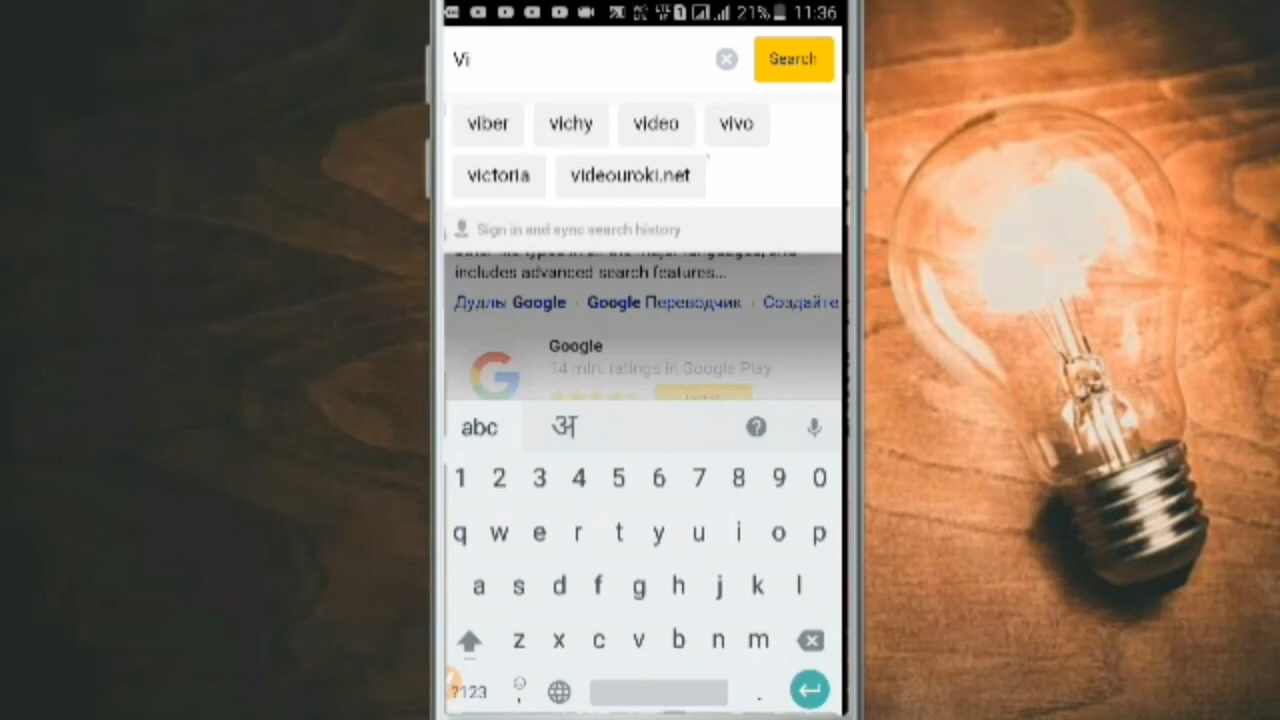 21% 11:36
Vi Search
viber vichy video vivo
victoria videouroki.net
Sign in and sync search history
includes advanced search features...
Дудлы Google · Google Переводчик · Создайте
Google
14 mln. ratings in Google Play
abc अ
1 2 3 4 5 6 7 8 9 0
q w e r t y u i o p
a s d f g h j k l
z x c v b n m
?123 , .